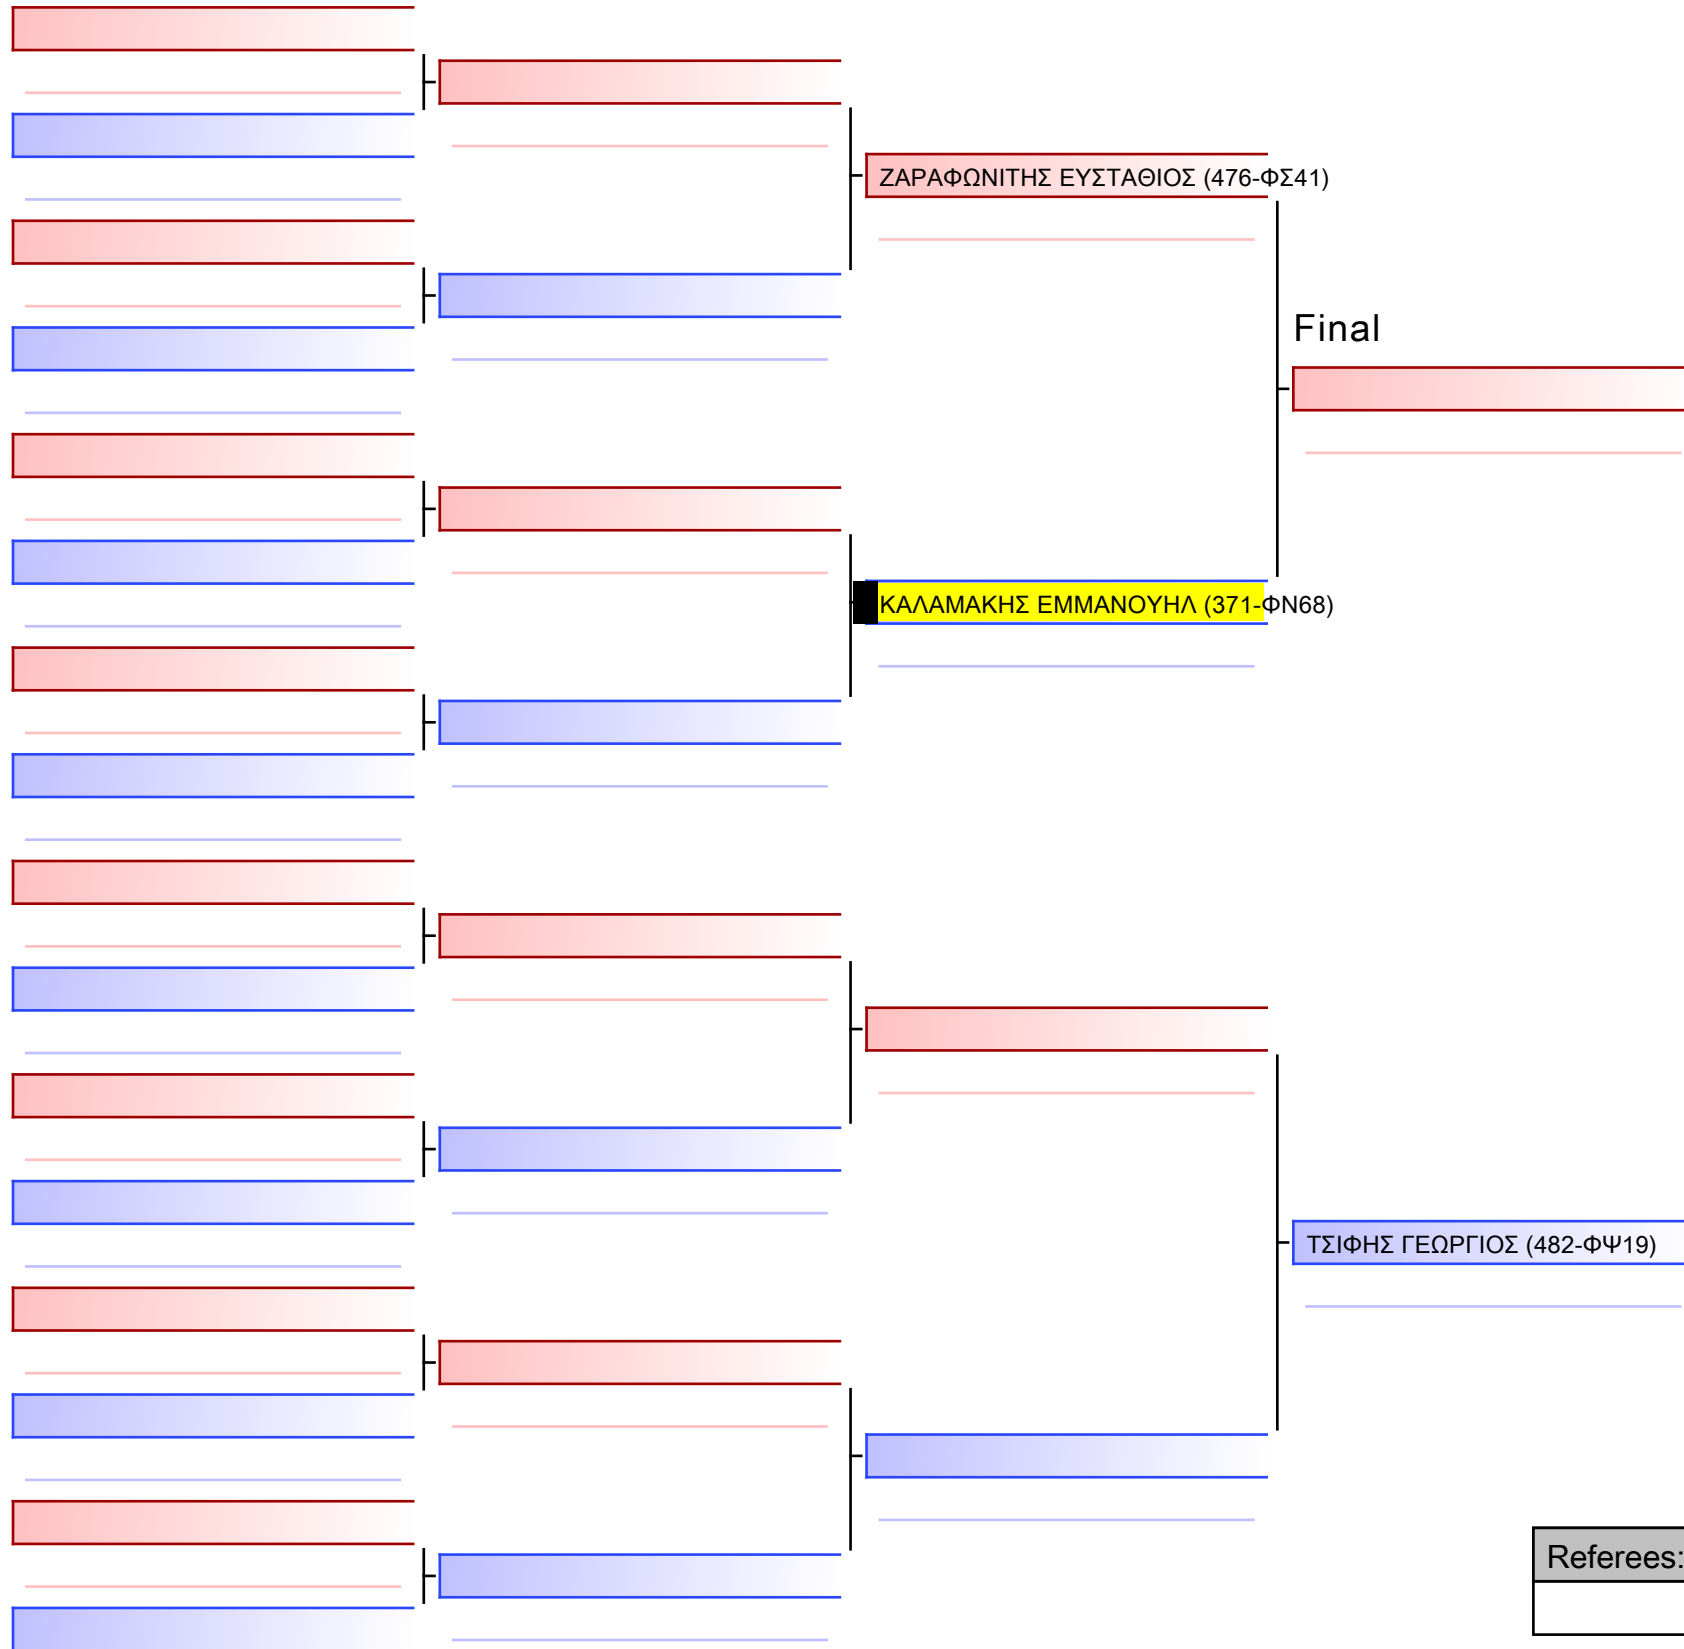 ΖΑΡΑΦΩΝΙΤΗΣ ΕΥΣΤΑΘΙΟΣ (476-ΦΣ41)
Final
ΚΑΛΑΜΑΚΗΣ ΕΜΜΑΝΟΥΗΛ (371-ΦΝ68)
ΤΣΙΦΗΣ ΓΕΩΡΓΙΟΣ (482-ΦΨ19)
Referees: